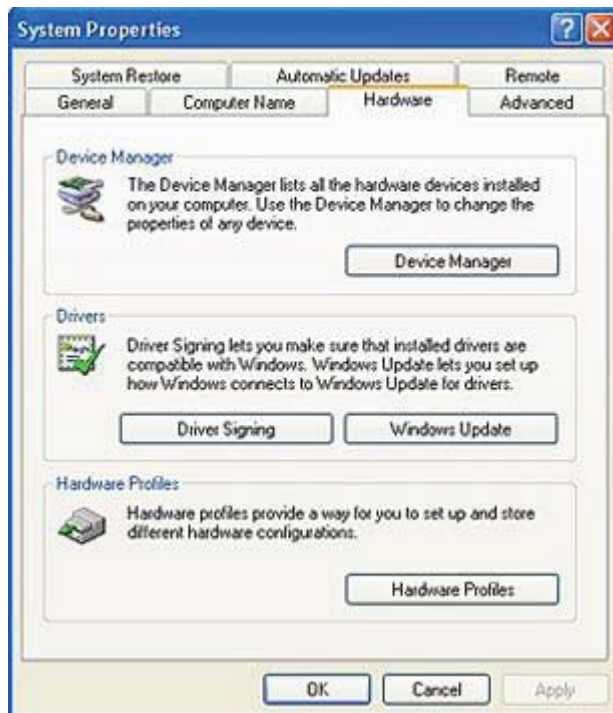 System Properties
System Restore Automatic Updates Remote
General Computer Name Hardware Advanced
Device Manager
The Device Manager lists all the hardware devices installed
on your computer. Use the Device Manager to change the
properties of any device.
Device Manager
Drivers
Driver Signing lets you make sure that installed drivers are
compatible with Windows. Windows Update lets you set up
how Windows connects to Windows Update for drivers.
Driver Signing Windows Update
Hardware Profiles
Hardware profiles provide a way for you to set up and store
different hardware configurations.
Hardware Profiles
OK Cancel Apply